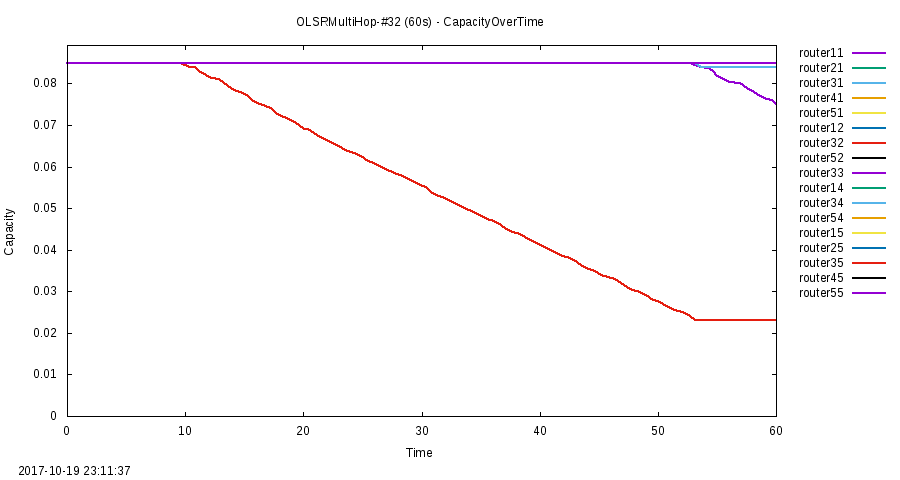 OLSRMultiHop-#32 (60s) - CapacityOverTime
Capacity
0.08
0.07
0.06
0.05
0.04
0.03
0.02
0.01
0
0 10 20 30 40 50 60
Time
router11
router21
router31
router41
router51
router12
router32
router52
router33
router14
router34
router54
router15
router25
router35
router45
router55
2017-10-19 23:11:37